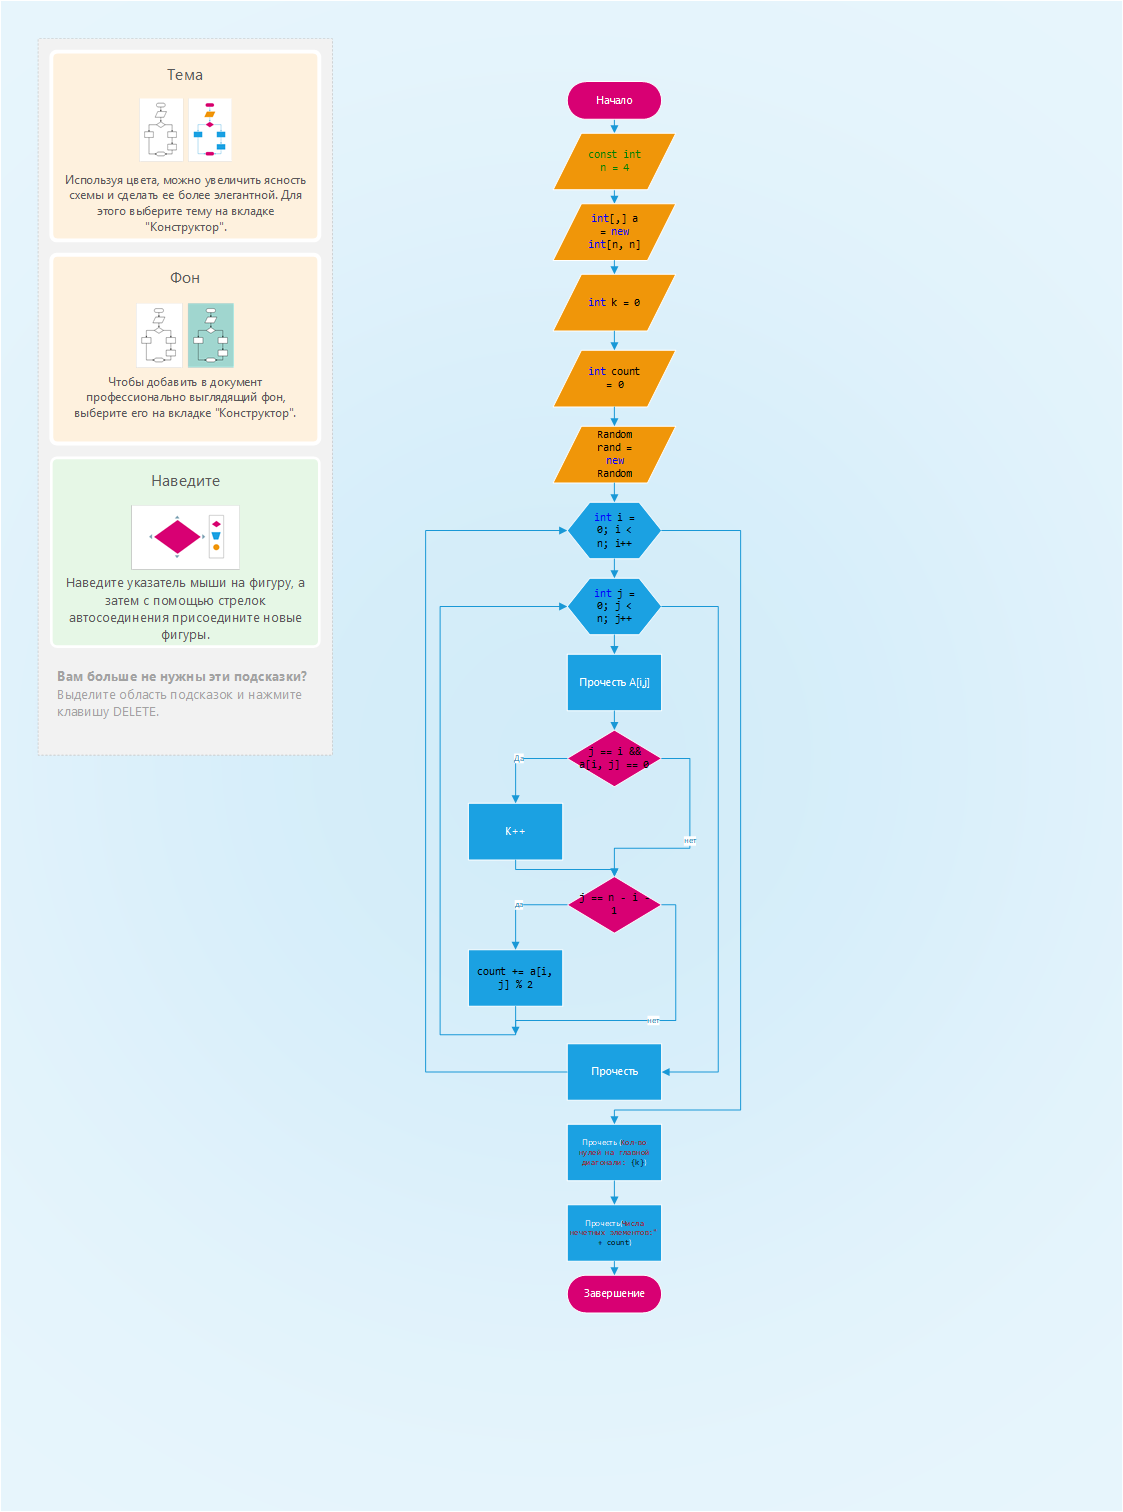 Тема
Используя цвета, можно увеличить ясность
схемы и сделать ее более элегантной. Для
этого выберите тему на вкладке
"Конструктор".
Фон
Чтобы добавить в документ
профессионально выглядящий фон,
выберите его на вкладке "Конструктор".
Наведите
Наведите указатель мыши на фигуру, а
затем с помощью стрелок
автосоединения присоедините новые
фигуры.
Вам больше не нужны эти подсказки?
Выделите область подсказок и нажмите
клавишу DELETE.
Начало
const int
n = 4
int[,] a
= new
int[n, n]
int k = 0
int count
= 0
Random
rand =
new
Random
int i =
0; i <
n; i++
int j =
0; j <
n; j++
Прочесть A[i,j]
j == i &&
a[i, j] == 0
Да
K++
нет
j == n - i -
1
да
count += a[i,
j] % 2
нет
Прочесть
Прочесть(Кол-во
нулей на главной
диагонали: {k})
Прочесть(Числа
нечетных элементов:"
+ count)
Завершение